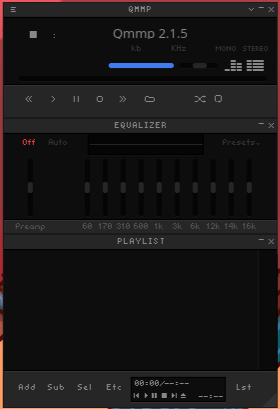 QMMP
Qmmp 2.1.5
kb KHz MONO STEREO
EQUALIZER
Off Auto Presets
60 170 310 600 1k 3k 6k 12k 14k 16k
Preamp
PLAYLIST
00:00/--:--
Add Sub Sel Etc Lst
--:--